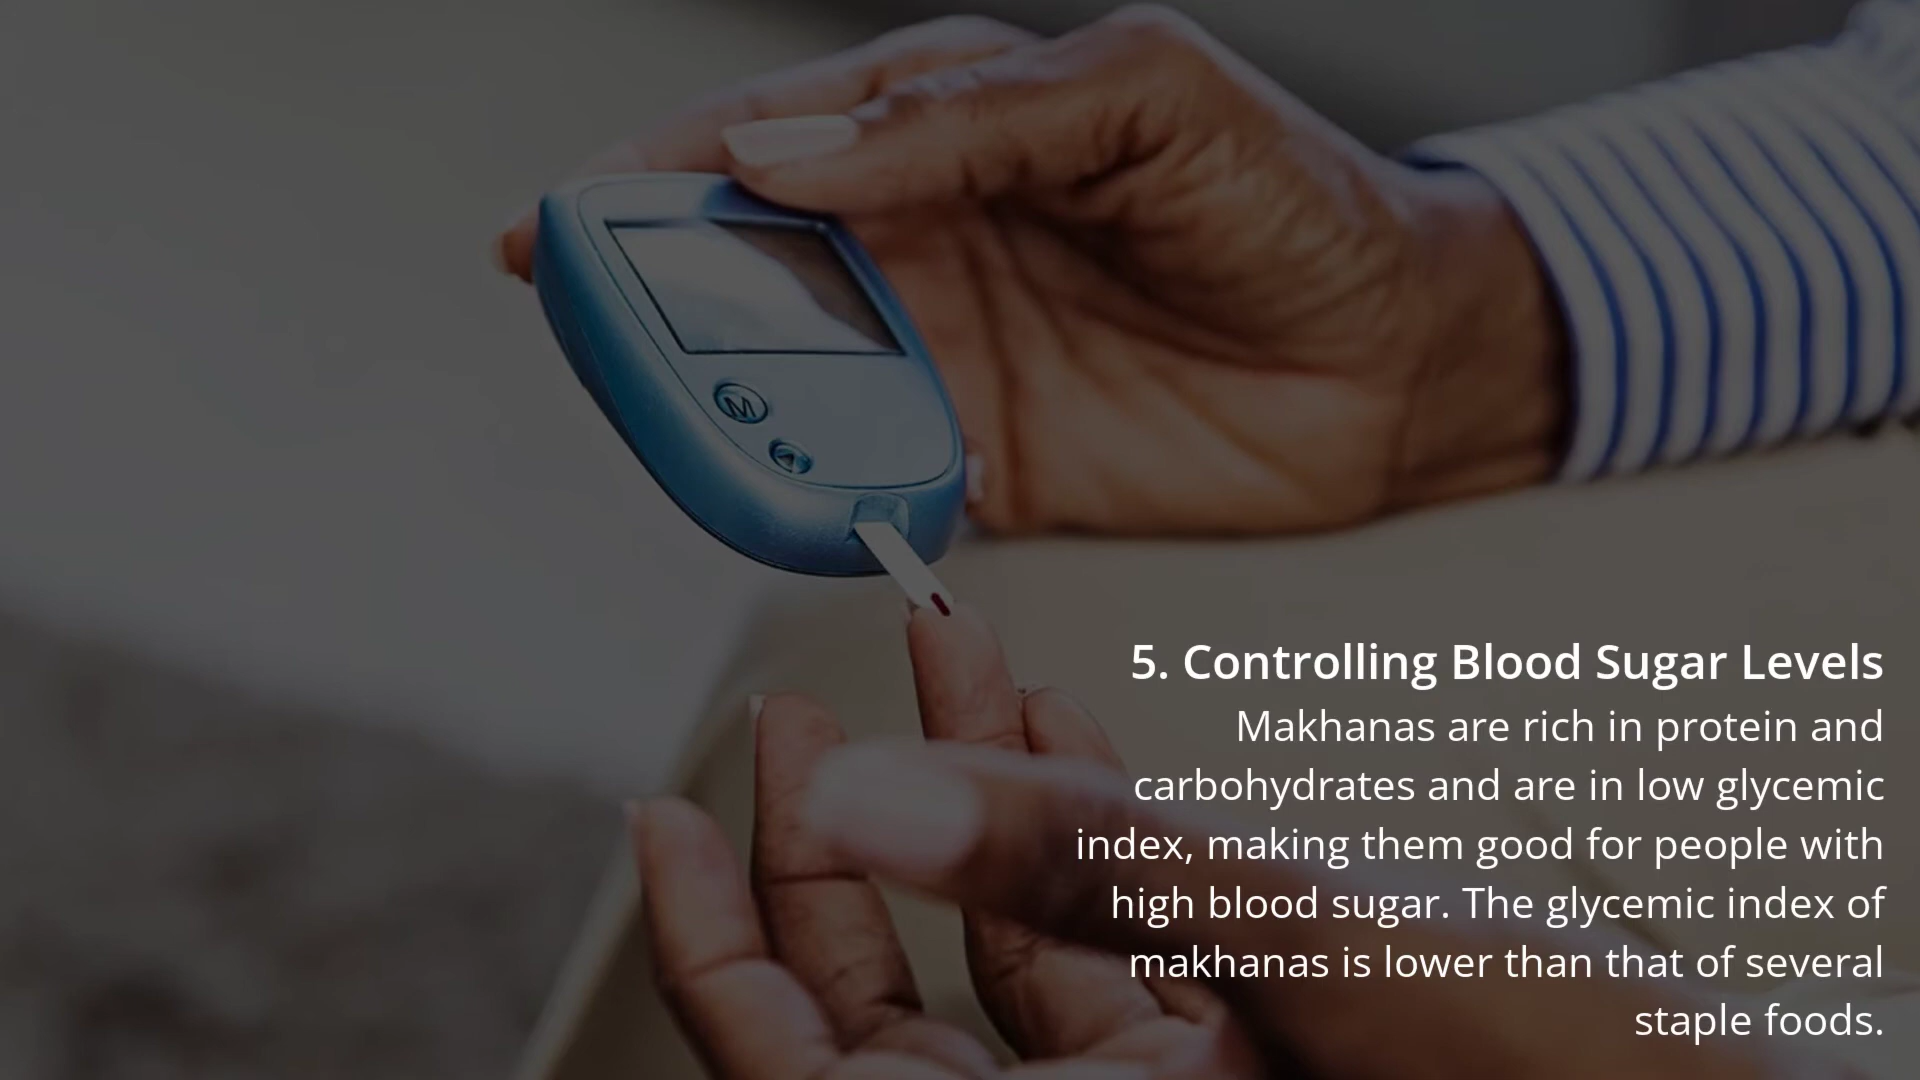 M
5. Controlling Blood Sugar Levels
Makhanas are rich in protein and
carbohydrates and are in low glycemic
index, making them good for people with
high blood sugar. The glycemic index of
makhanas is lower than that of several
staple foods.